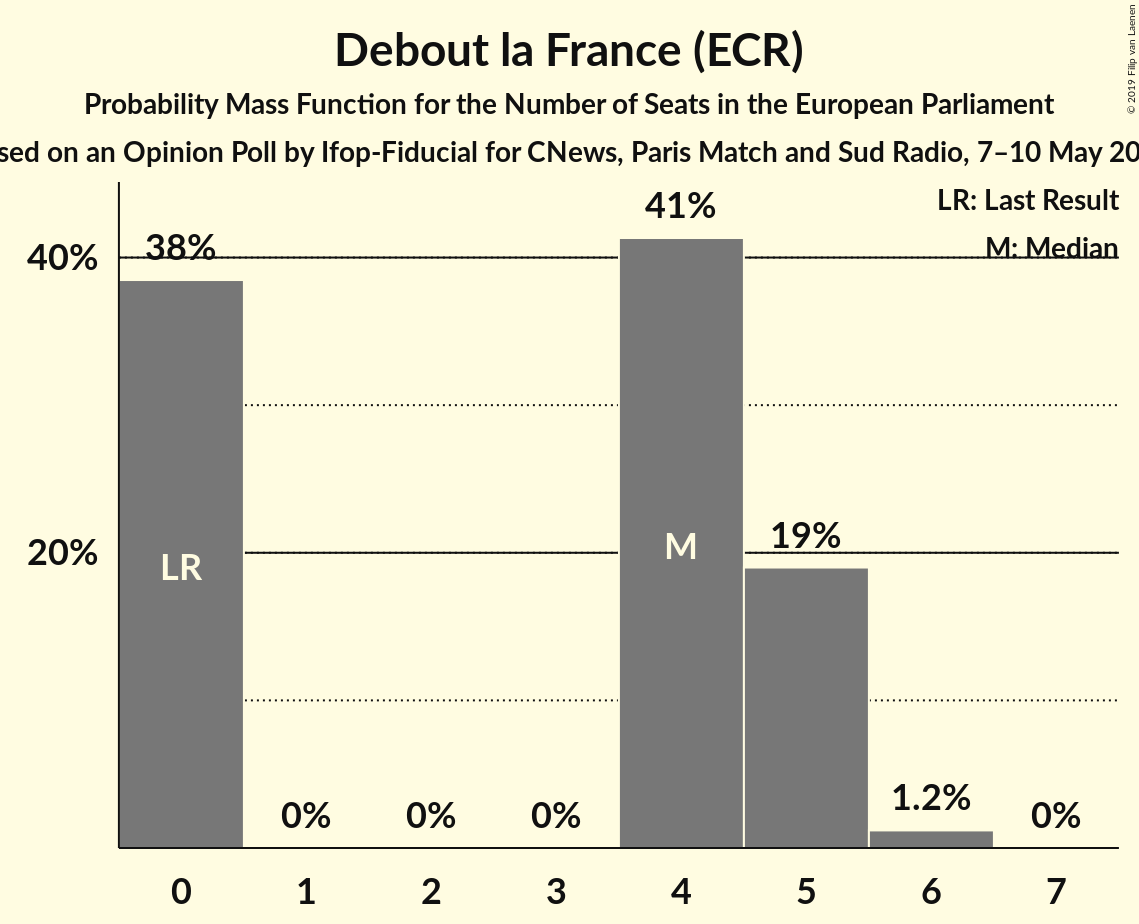 Debout la France (ECR)
Probability Mass Function for the Number of Seats in the European Parliament
on an Opinion Poll by Ifop-Fiducial for CNews, Paris Match and Sud Radio, 7–10 May
© 2019 Filip van Laenen
LR: Last Result
M: Median
41%
38%
40%
19%
20%
M
LR
1.2%
0%
0%
0%
0%
0
1
2
3
4
5
6
7